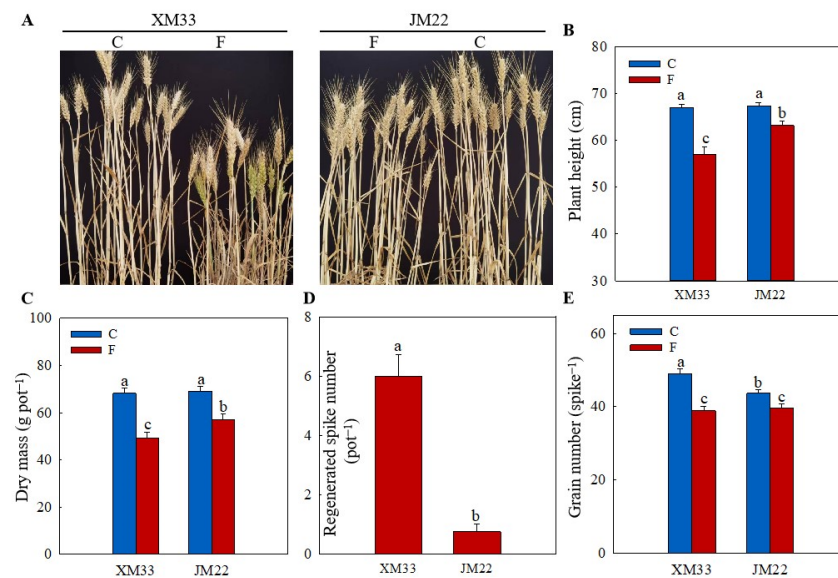 A
XM33
JM22
C
F
F
C
B
Plant height (cm)
80
70
60
50
40
30
C
F
a
c
a
b
XM33
JM22
C
Dry mass (g pot⁻¹)
100
80
60
40
20
0
C
F
a
c
a
b
XM33
JM22
D
Regenerated spike number
(pot⁻¹)
8
6
4
2
0
a
b
XM33
JM22
E
Grain number (spike⁻¹)
60
40
20
0
C
F
a
c
b
c
XM33
JM22